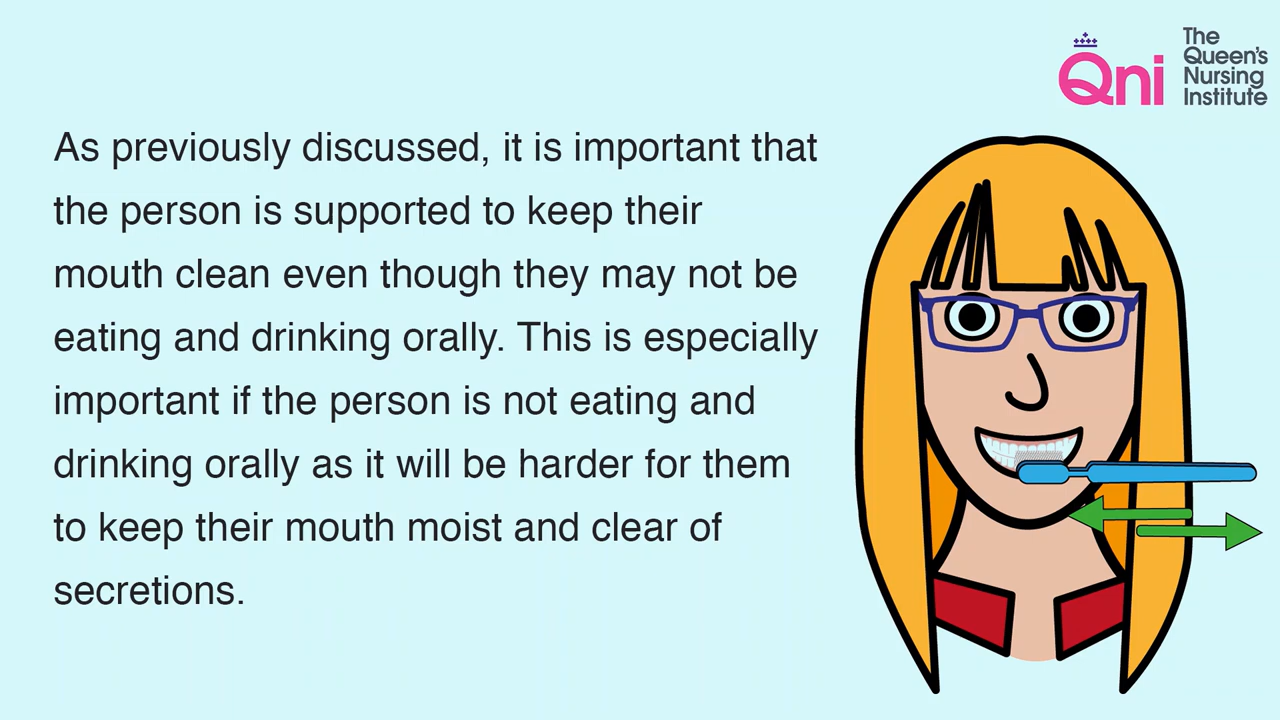 Qni
The
Queen's
Nursing
Institute
As previously discussed, it is important that
the person is supported to keep their
mouth clean even though they may not be
eating and drinking orally. This is especially
important if the person is not eating and
drinking orally as it will be harder for them
to keep their mouth moist and clear of
secretions.